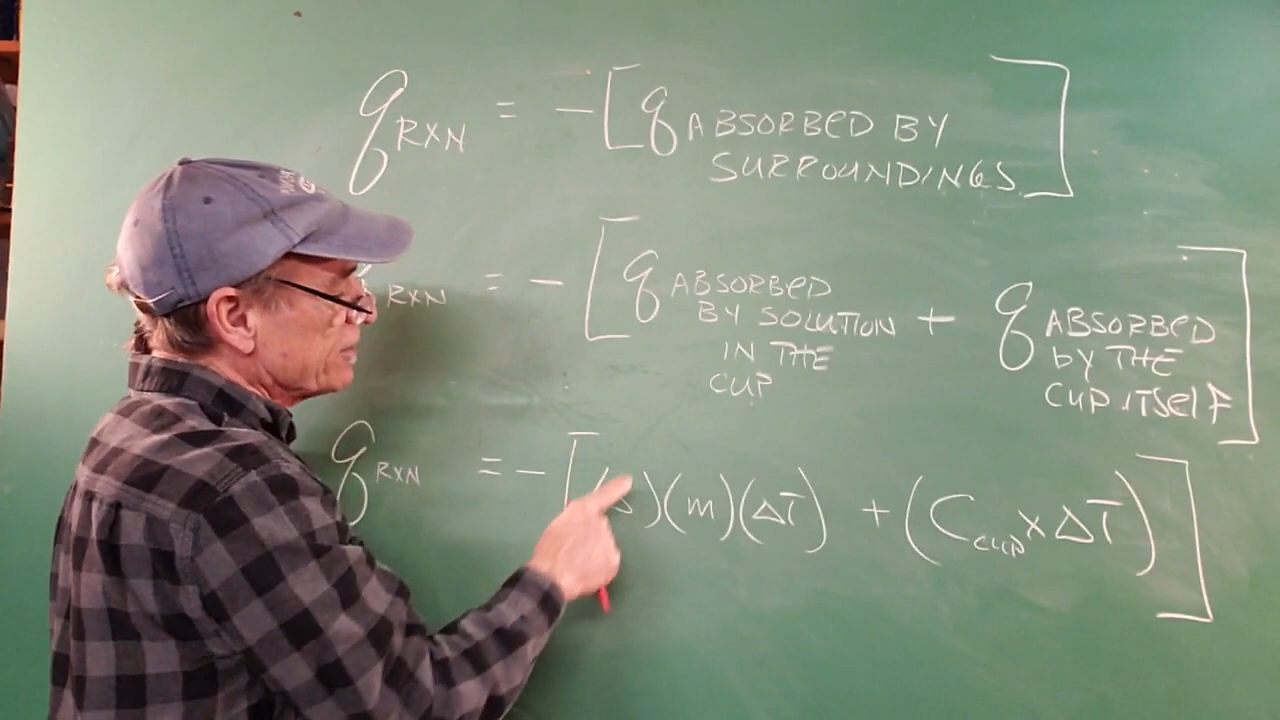 q RXN = - [ q ABSORBED BY
SURROUNDINGS ]
RXN = - [ q ABSORBED
BY SOLUTION
IN THE
CUP
+ q ABSORBED
BY THE
CUP ITSELF ]
q RXN = - [ (s)(m)(ΔT) + (C cup x ΔT) ]